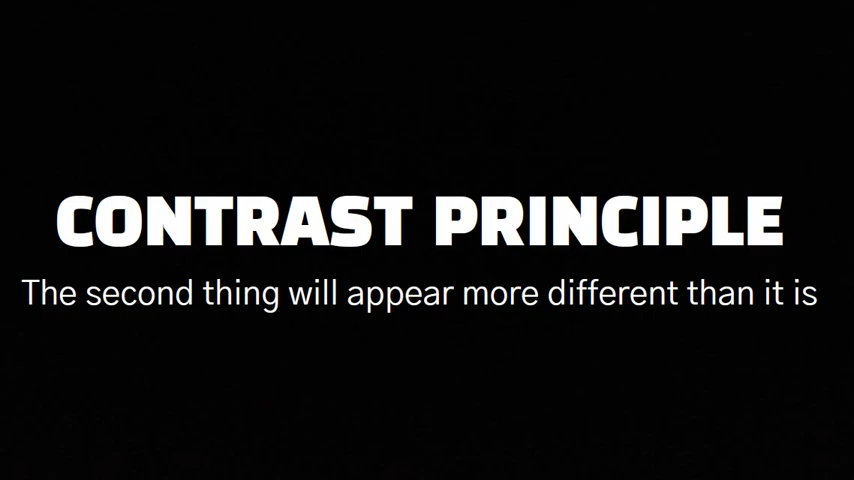 CONTRAST PRINCIPLE
The second thing will appear more different than it is